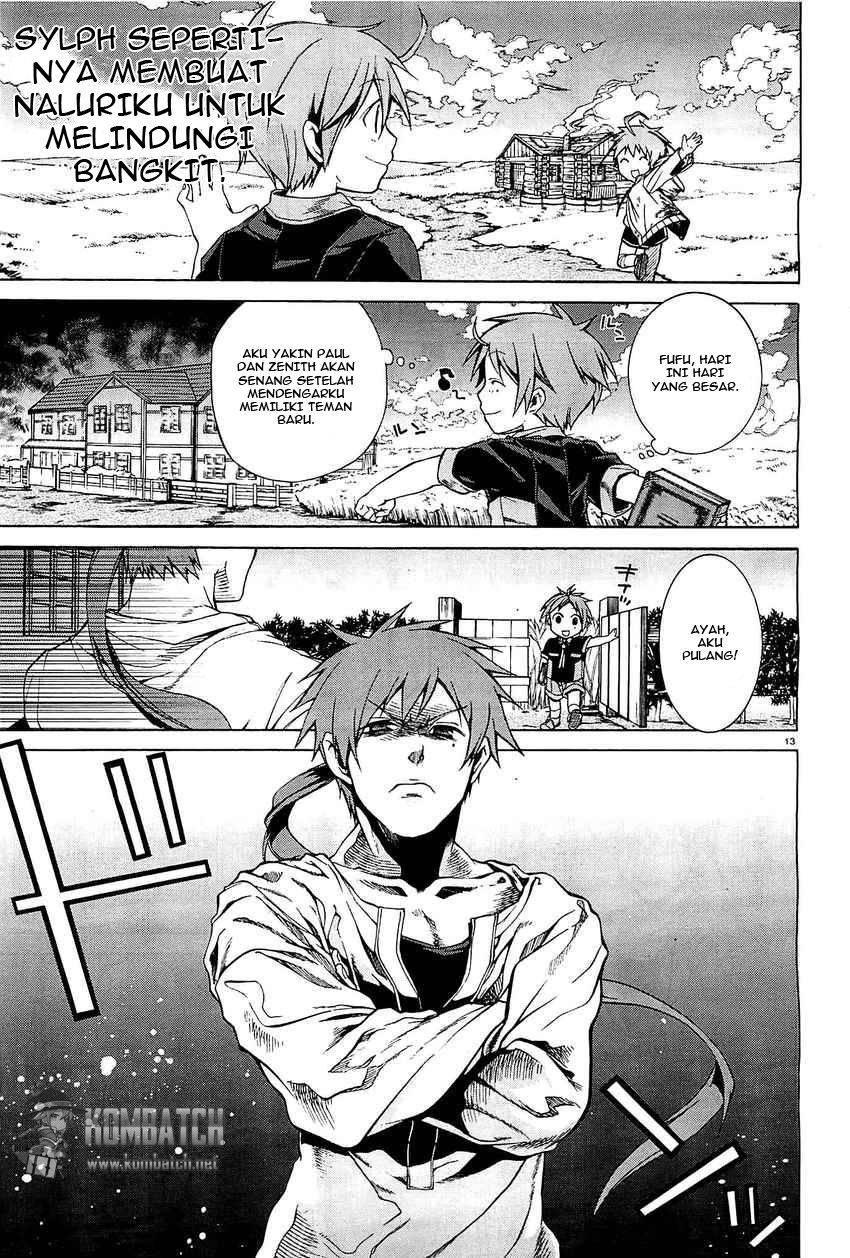 SYLPH SEPERTI-
NYA MEMBUAT
NALURIKU UNTUK
MELINDUNGI
BANGKIT.
FUFU, HARI
INI HARI
YANG BESAR.
AKU YAKIN PAUL
DAN ZENITH AKAN
SENANG SETELAH
MENDENGARKU
MEMILIKI TEMAN
BARU.
AYAH,
AKU
PULANG!
13
KOMBATCH
www.kombatch.net